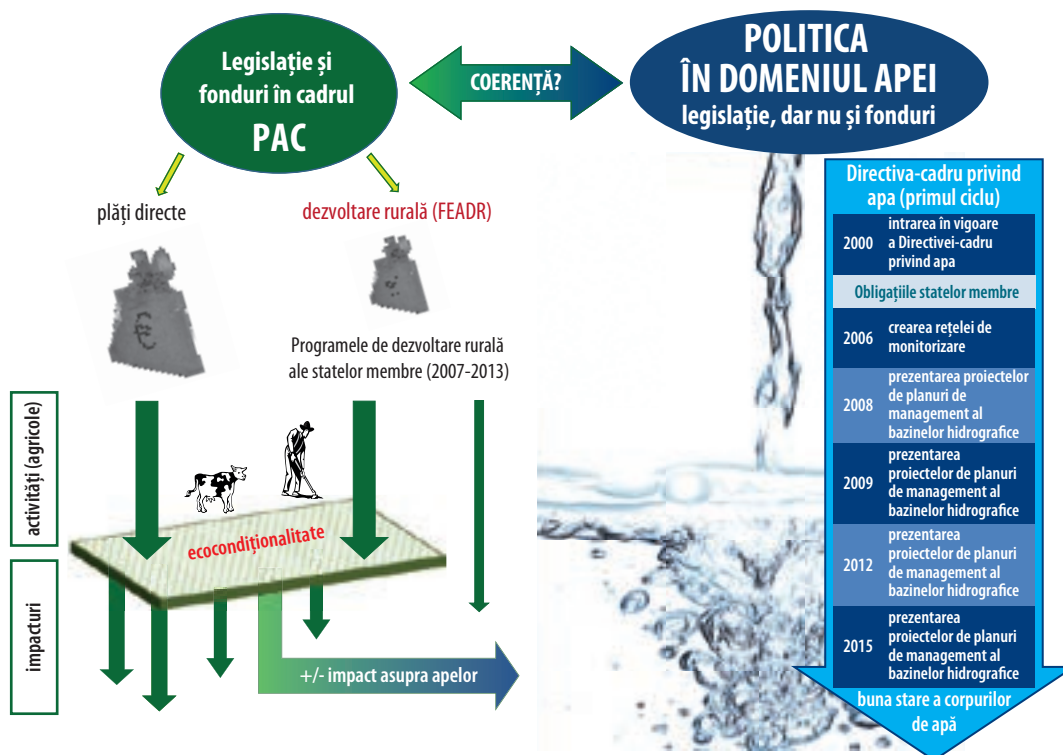 Legislație și
fonduri în cadrul
PAC
COERENȚĂ?
POLITICA
ÎN DOMENIUL APEI
legislație, dar nu și fonduri
plăți directe
dezvoltare rurală (FEADR)
€
Programele de dezvoltare rurală
ale statelor membre (2007-2013)
activități (agricole)
ecocondiționalitate
impacturi
+/- impact asupra apelor
Directiva-cadru privind
apa (primul ciclu)
2000
intrarea în vigoare
a Directivei-cadru
privind apa
Obligațiile statelor membre
2006
crearea rețelei de
monitorizare
2008
prezentarea proiectelor
de planuri de
management al
bazinelor hidrografice
2009
prezentarea
proiectelor de planuri
de management al
bazinelor hidrografice
2012
prezentarea
proiectelor de planuri
de management al
bazinelor hidrografice
2015
prezentarea
proiectelor de planuri
de management al
bazinelor hidrografice
buna stare a corpurilor
de apă